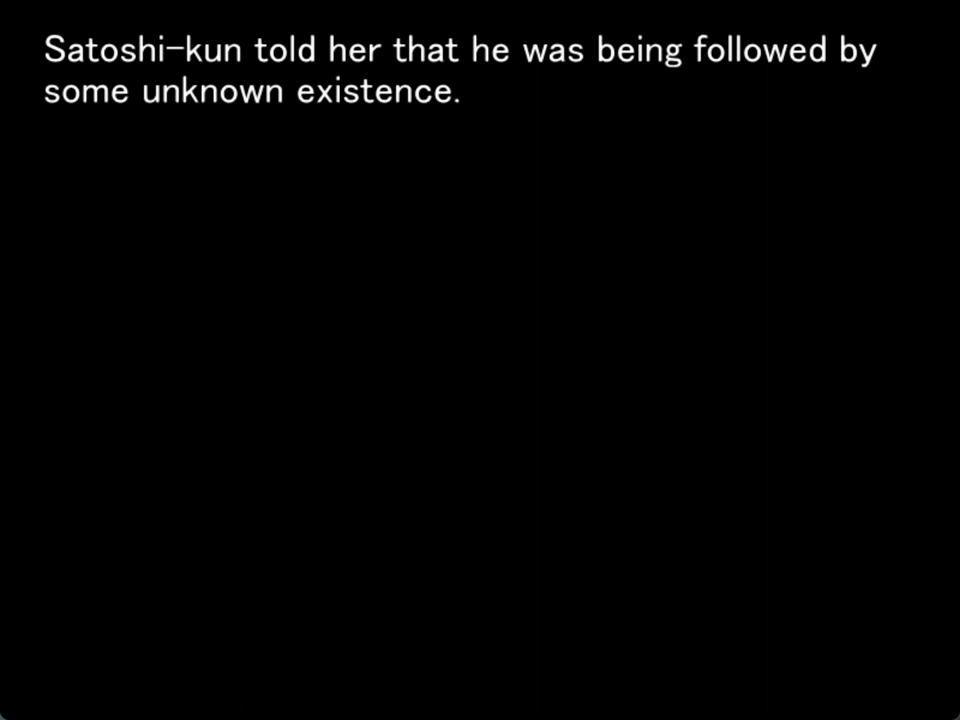 Satoshi-kun told her that he was being followed by
some unknown existence.